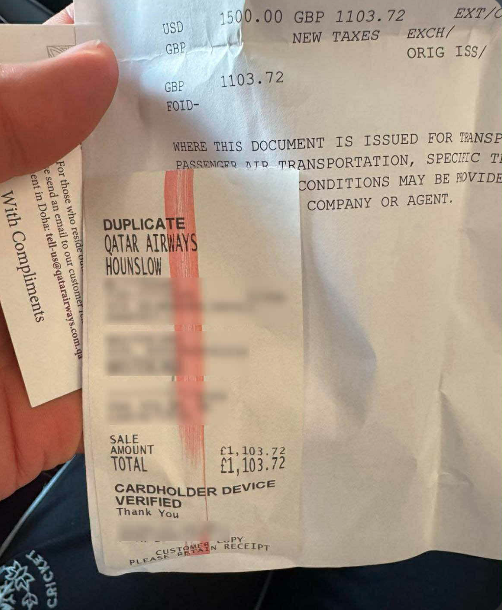 USD 1500.00 GBP 1103.72 EXT/
GBP NEW TAXES EXCH/
ORIG ISS/
GBP 1103.72
FOID-
WHERE THIS DOCUMENT IS ISSUED FOR TRANSP
PASSENGER AIR TRANSPORTATION, SPECIFIC
CONDITIONS MAY BE
COMPANY OR AGENT.
For those who reside
send an email to our customer
in Doha: tell-us@qatarairways.com.qa
With Compliments
DUPLICATE
QATAR AIRWAYS
HOUNSLOW
SALE
AMOUNT £1,103.72
TOTAL £1,103.72
CARDHOLDER DEVICE
VERIFIED
Thank You
CUSTOMER COPY
PLEASE RETAIN RECEIPT
CRICKET